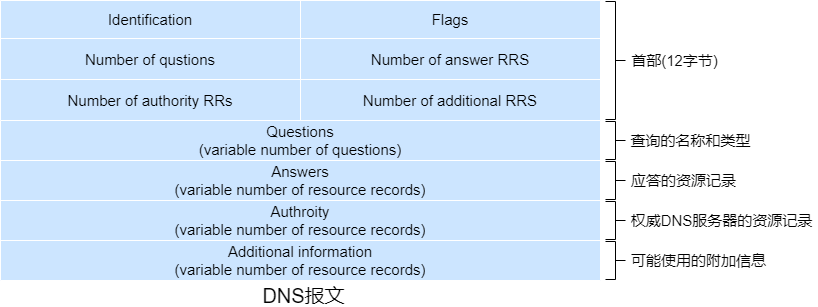 Identification
Flags
首部(12字节)
Number of qustions
Number of answer RRS
Number of authority RRs
Number of additional RRS
Questions
(variable number of questions)
查询的名称和类型
Answers
(variable number of resource records)
应答的资源记录
Authroity
(variable number of resource records)
权威DNS服务器的资源记录
Additional information
(variable number of resource records)
可能使用的附加信息
DNS报文